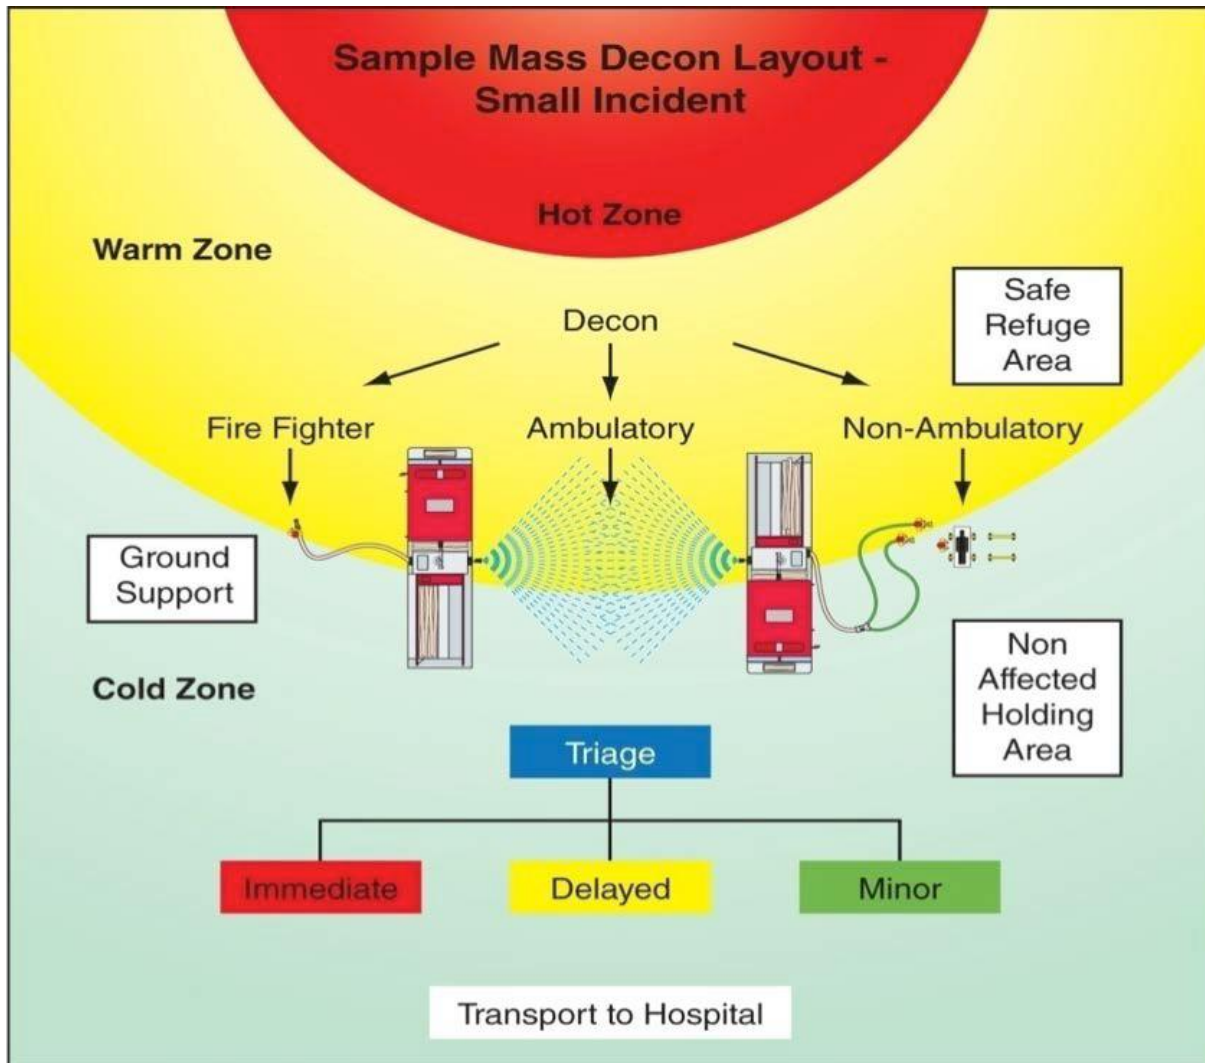 Sample Mass Decon Layout -
Small Incident
Hot Zone
Warm Zone
Safe
Refuge
Area
Decon
Fire Fighter
Ambulatory
Non-Ambulatory
Ground
Support
Cold Zone
Non
Affected
Holding
Area
Triage
Immediate
Delayed
Minor
Transport to Hospital